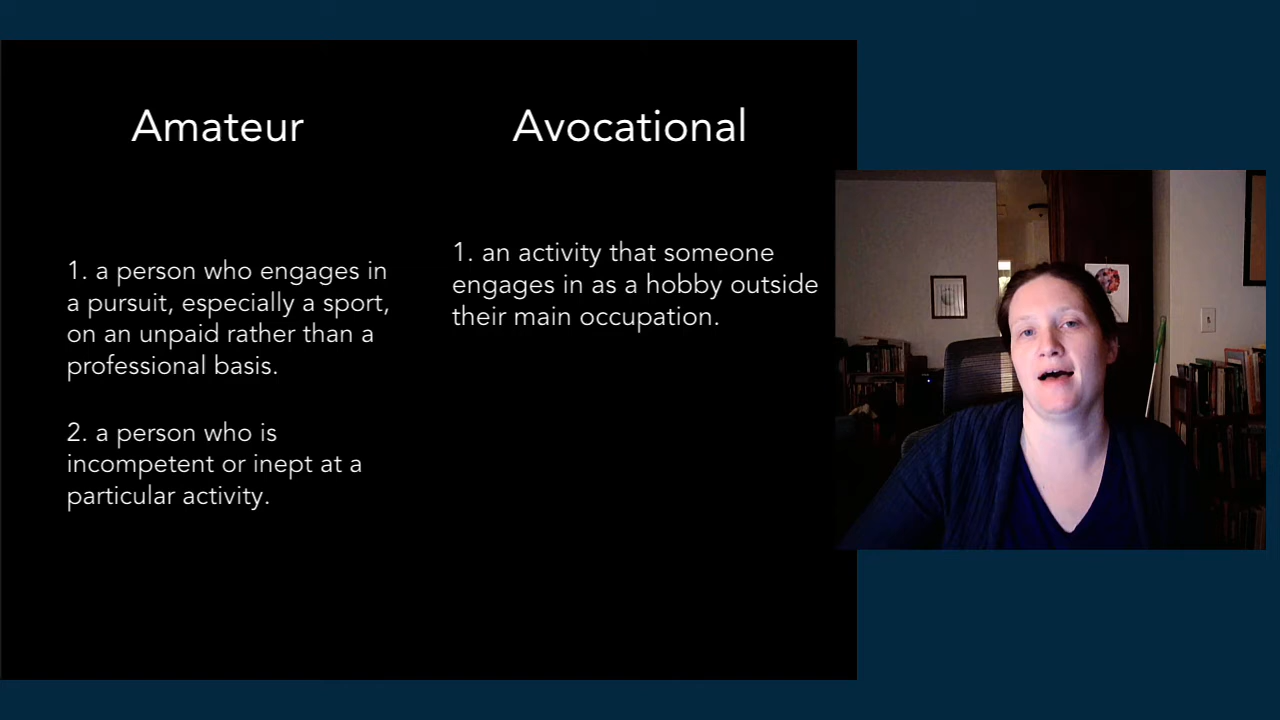 Amateur
1. a person who engages in
a pursuit, especially a sport,
on an unpaid rather than a
professional basis.
2. a person who is
incompetent or inept at a
particular activity.
Avocational
1. an activity that someone
engages in as a hobby outside
their main occupation.